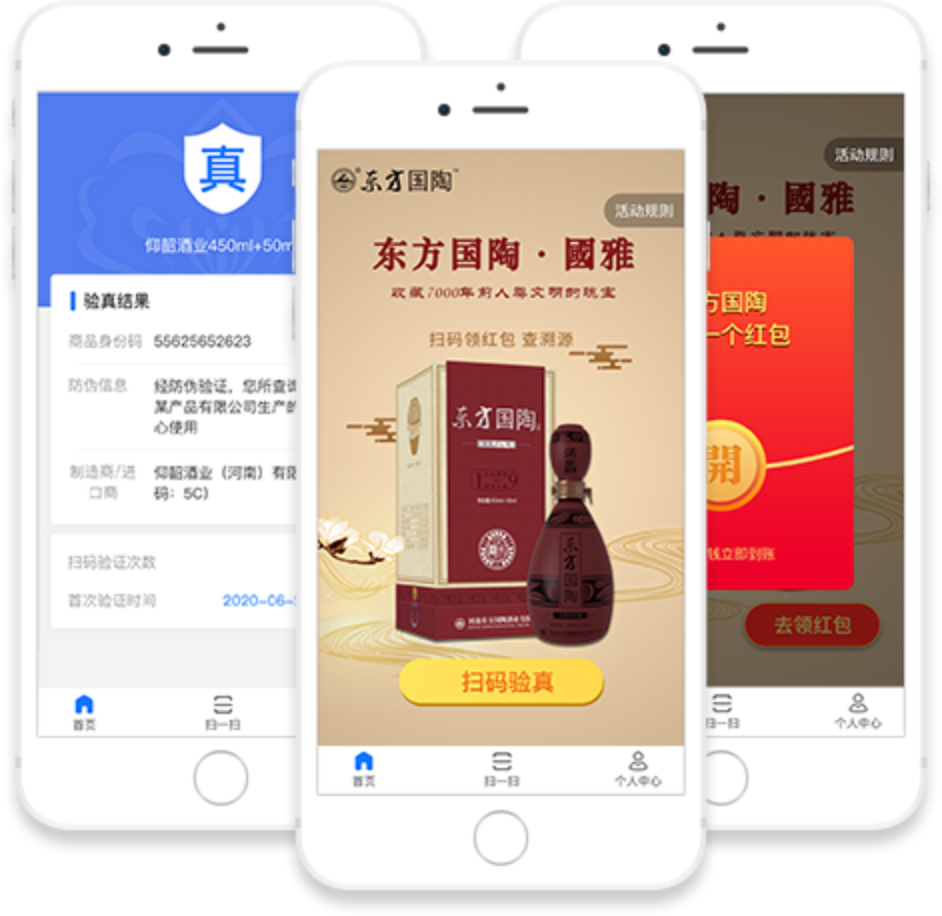 真
仰韶酒业450ml+50m
验真结果
商品身份码 55625652623
防伪信息 经防伪验证，您所查询
某产品有限公司生产的
心使用
制造商/进
口商
仰韶酒业（河南）有限
码：5C）
扫码验证次数
首次验证时间 2020-06-
首页 扫一扫
东方国陶
活动规则
东方国陶·國雅
收藏7000年前人类文明的瑰宝
扫码领红包 查溯源
东方国陶
19
东方国陶
扫码验真
首页 扫一扫 个人中心
活动规则
陶·國雅
方国陶
一个红包
開
钱立即到账
去领红包
扫一扫 个人中心